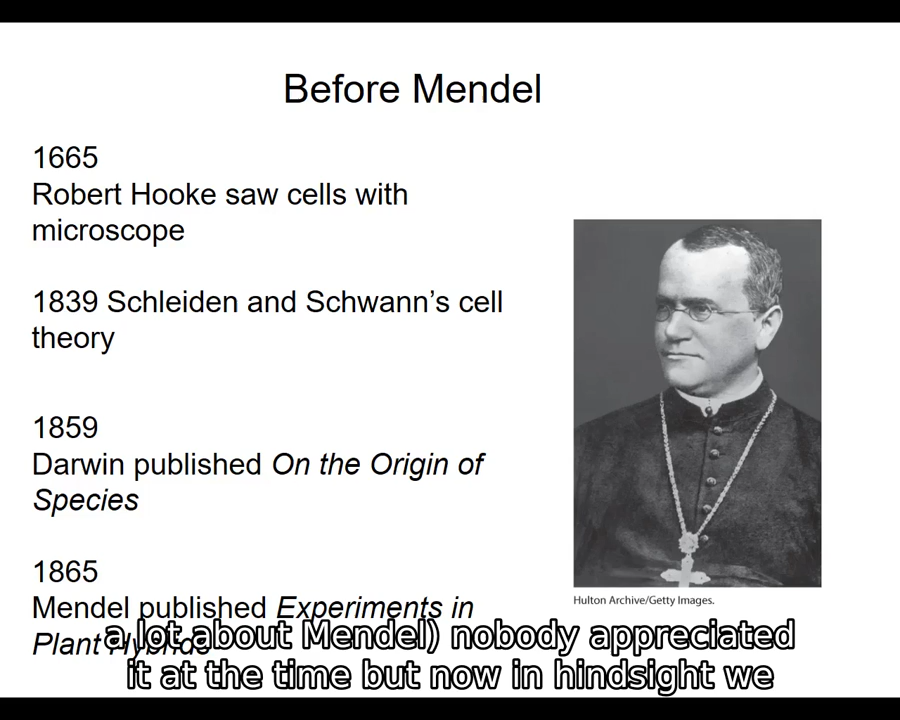 Before Mendel
1665
Robert Hooke saw cells with
microscope
1839 Schleiden and Schwann’s cell
theory
1859
Darwin published On the Origin of
Species
1865
Mendel published Experiments in
Plant Hybrids
Hulton Archive/Getty Images.
a lot about Mendel) nobody appreciated
it at the time but now in hindsight we